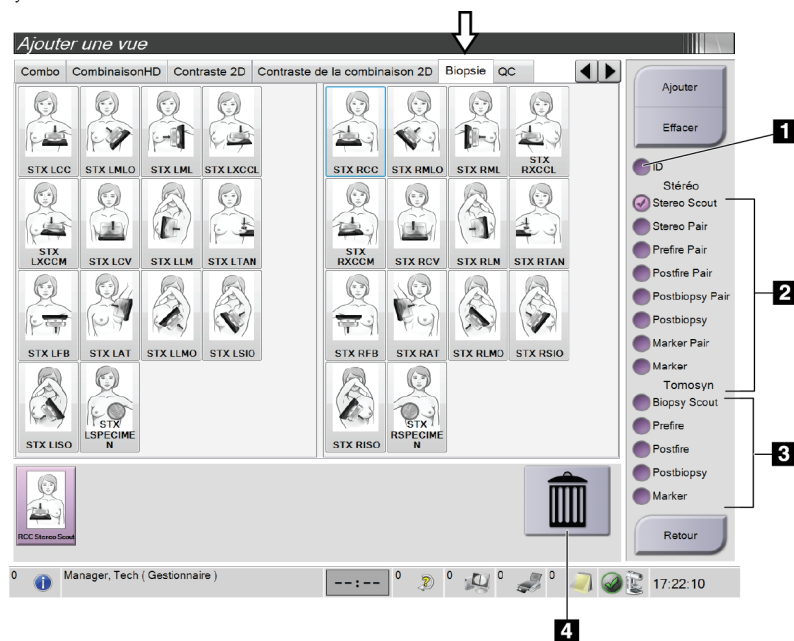 Ajouter une vue
Combo CombinaisonHD Contraste 2D Contraste de la combinaison 2D Biopsie QC
Ajouter
Effacer
1
ID
STX LCC STX LMLO STX LML STX LXCCL
STX RCC STX RMLO STX RML STX RXCCL
Stéréo
Stereo Scout
Stereo Pair
Prefire Pair
Postfire Pair
Postbiopsy Pair
Postbiopsy
Marker Pair
Marker
2
STX LXCCM STX LCV STX LLM STX LTAN
STX RXCCM STX RCV STX RLM STX RTAN
STX LFB STX LAT STX LLMO STX LSIO
STX RFB STX RAT STX RLMO STX RSIO
Tomosyn
Biopsy Scout
Prefire
Postfire
Postbiopsy
Marker
3
STX LISO STX LSPECIMEN
STX RISO STX RSPECIMEN
RCC Stereo Scout
Retour
0 Manager, Tech ( Gestionnaire ) --:-- 0 0 0 0 17:22:10
4